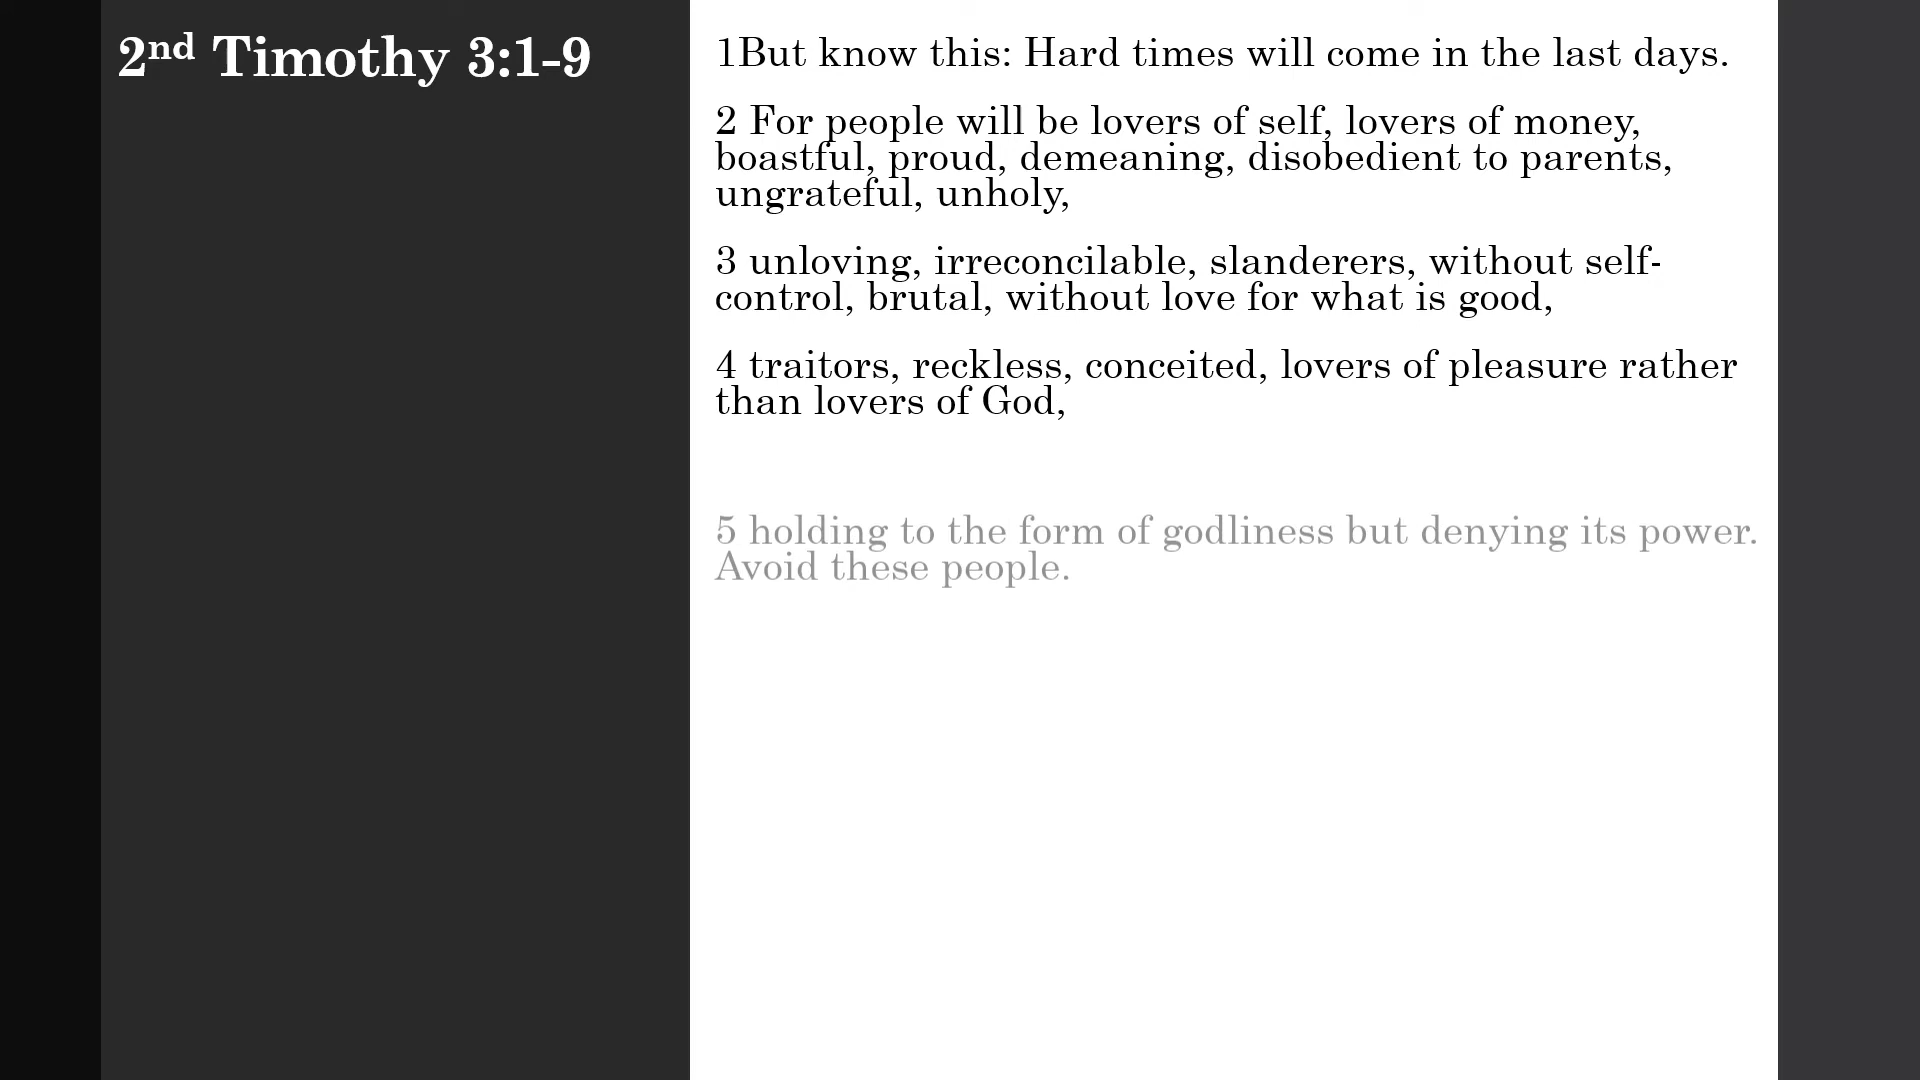 2nd Timothy 3:1-9
1But know this: Hard times will come in the last days.
2 For people will be lovers of self, lovers of money,
boastful, proud, demeaning, disobedient to parents,
ungrateful, unholy,
3 unloving, irreconcilable, slanderers, without self-
control, brutal, without love for what is good,
4 traitors, reckless, conceited, lovers of pleasure rather
than lovers of God,
5 holding to the form of godliness but denying its power.
Avoid these people.